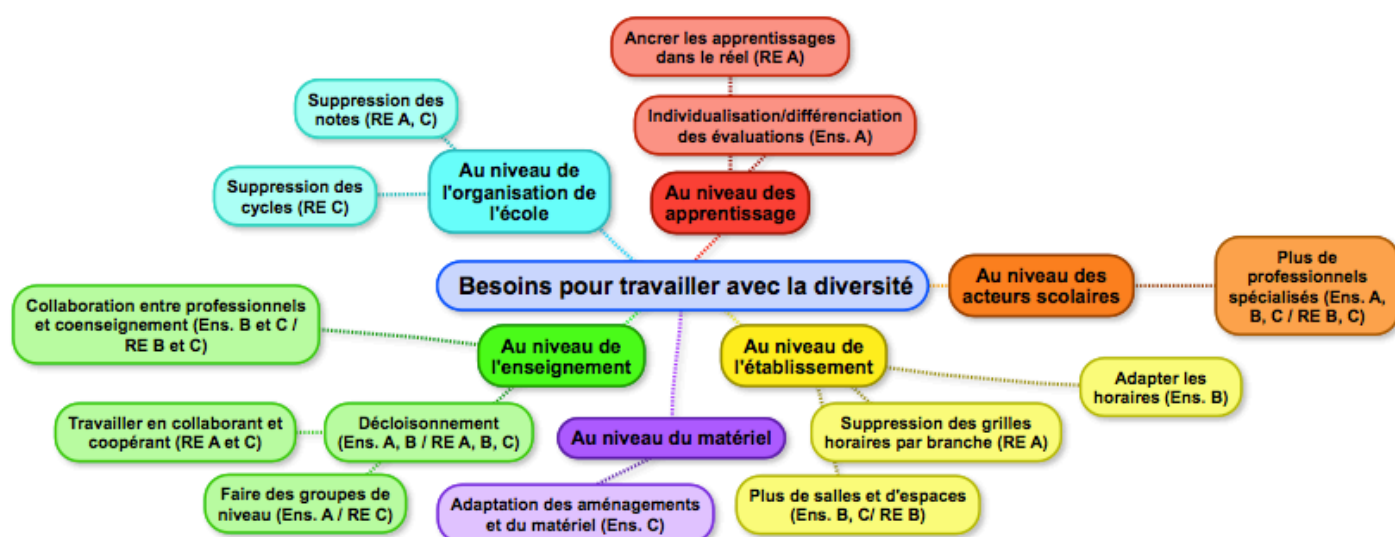 Ancrer les apprentissages
dans le réel (RE A)
Suppression des
notes (RE A, C)
Individualisation/différenciation
des évaluations (Ens. A)
Au niveau de
l'organisation de
l'école
Suppression des
cycles (RE C)
Au niveau des
apprentissage
Besoins pour travailler avec la diversité
Au niveau des
acteurs scolaires
Plus de
professionnels
spécialisés (Ens. A,
B, C / RE B, C)
Collaboration entre professionnels
et coenseignement (Ens. B et C /
RE B et C)
Au niveau de
l'enseignement
Au niveau de
l'établissement
Adapter les
horaires (Ens. B)
Travailler en collaborant et
coopérant (RE A et C)
Décloisonnement
(Ens. A, B / RE A, B, C)
Au niveau du matériel
Suppression des grilles
horaires par branche (RE A)
Faire des groupes de
niveau (Ens. A / RE C)
Adaptation des aménagements
et du matériel (Ens. C)
Plus de salles et d'espaces
(Ens. B, C/ RE B)